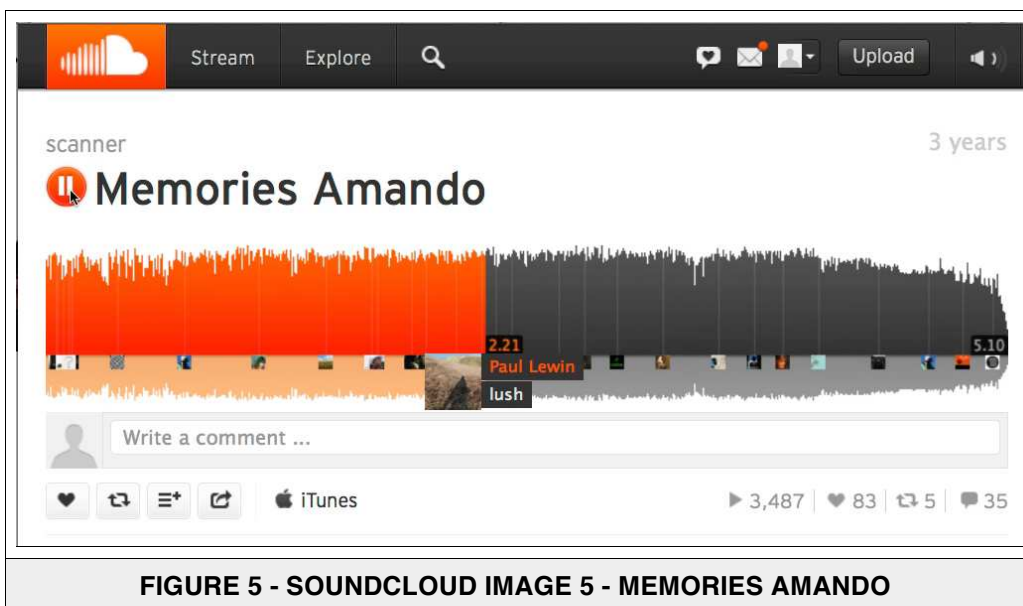 Stream Explore Upload
scanner 3 years
Memories Amando
2.21 5.10
Paul Lewin
lush
Write a comment ...
iTunes 3,487 83 5 35
FIGURE 5 - SOUNDCLOUD IMAGE 5 - MEMORIES AMANDO